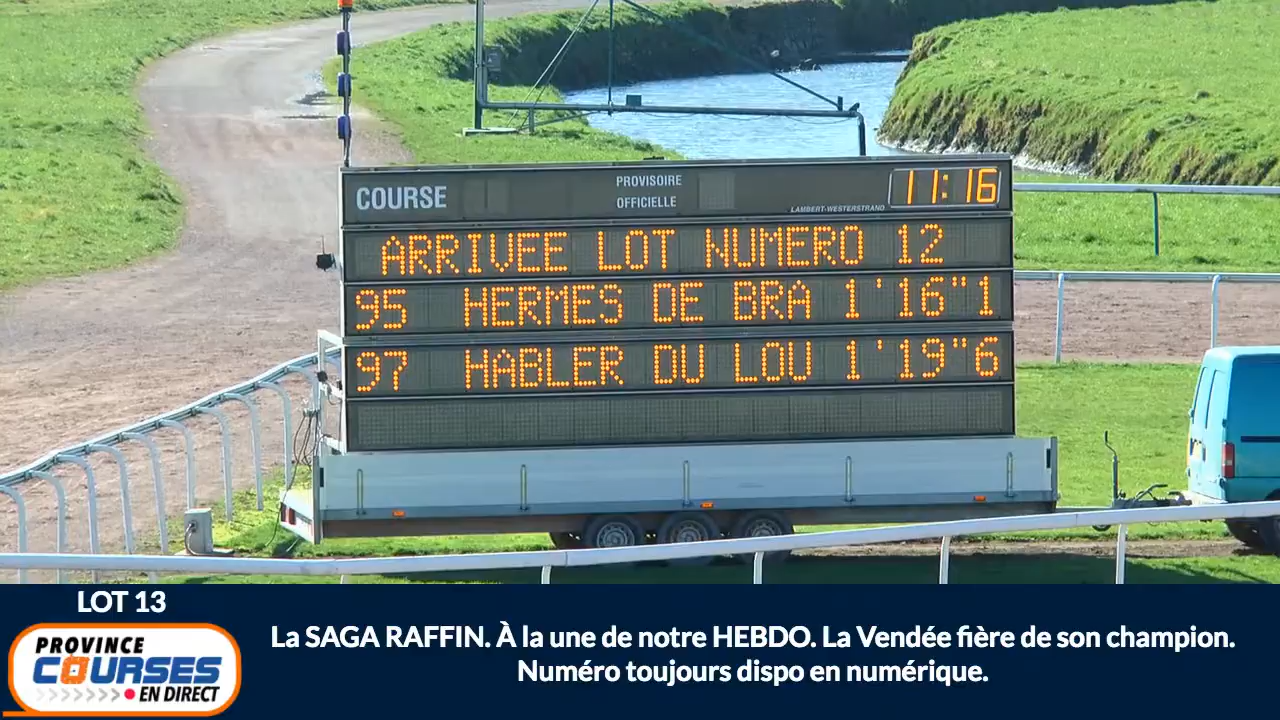 COURSE
PROVISOIRE
OFFICIELLE
LAMBERT-WESTERSTRAND
11:16
ARRIVEE LOT NUMERO 12
95 HERMES DE BRA 1'16"1
97 HABLER DU LOU 1'19"6
LOT 13
PROVINCE
COURSES
EN DIRECT
La SAGA RAFFIN. À la une de notre HEBDO. La Vendée fière de son champion.
Numéro toujours dispo en numérique.